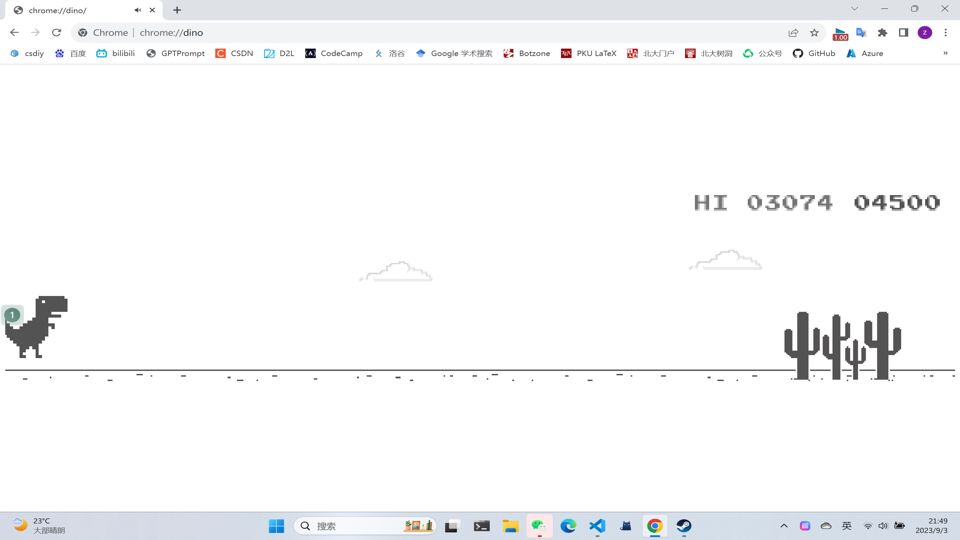 chrome://dino/
Chrome | chrome://dino
1.00
z
csdiy 百度 bilibili GPTPrompt CSDN D2L CodeCamp 洛谷 Google 学术搜索 Botzone PKU LaTeX 北大门户 北大树洞 公众号 GitHub Azure »
HI 03074 04500
1
23°C
大部晴朗
搜索
英
21:49
2023/9/3